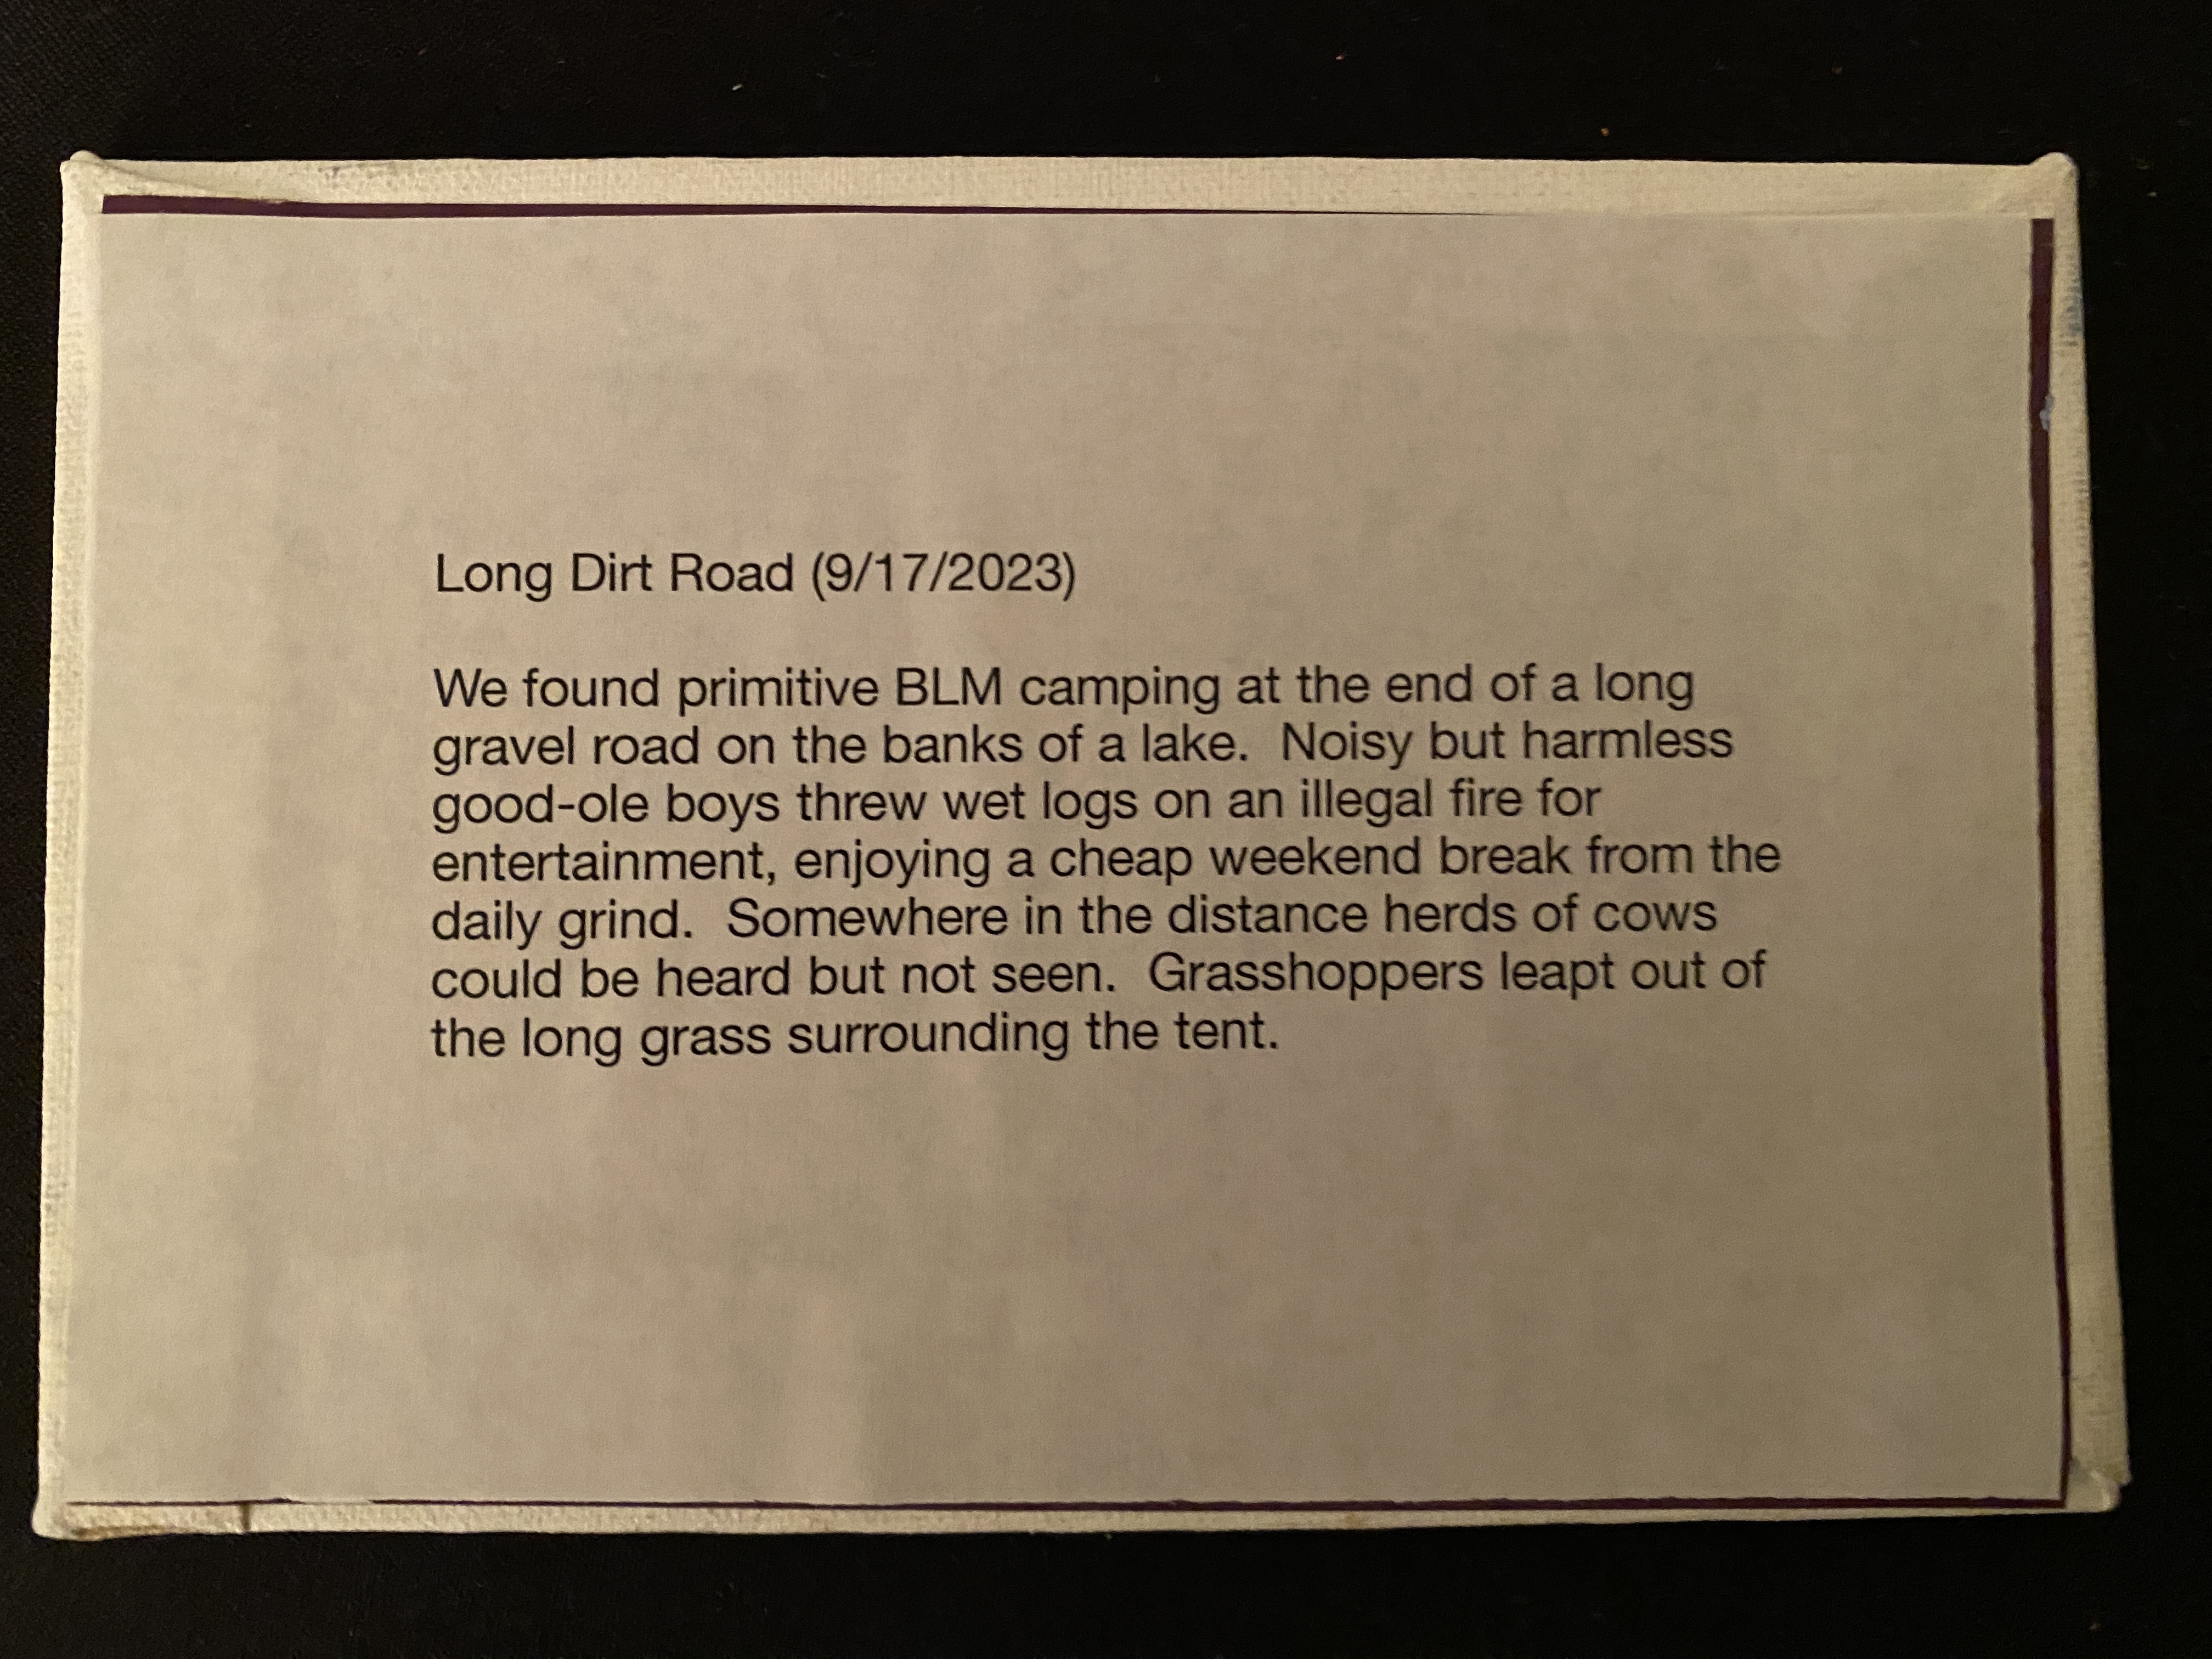 Long Dirt Road (9/17/2023)
We found primitive BLM camping at the end of a long
gravel road on the banks of a lake.  Noisy but harmless
good-ole boys threw wet logs on an illegal fire for
entertainment, enjoying a cheap weekend break from the
daily grind.  Somewhere in the distance herds of cows
could be heard but not seen.  Grasshoppers leapt out of
the long grass surrounding the tent.